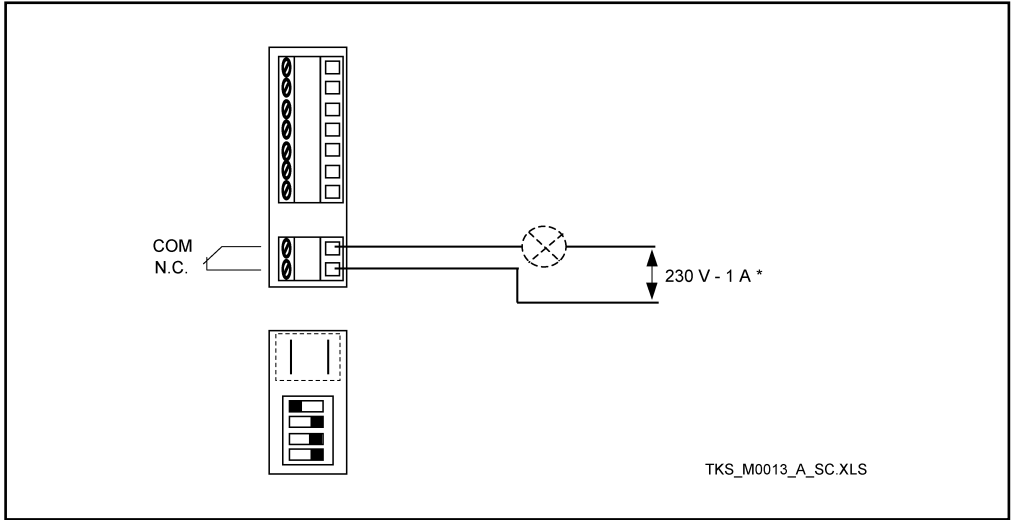 COM
N.C.
230 V - 1 A *
TKS_M0013_A_SC.XLS